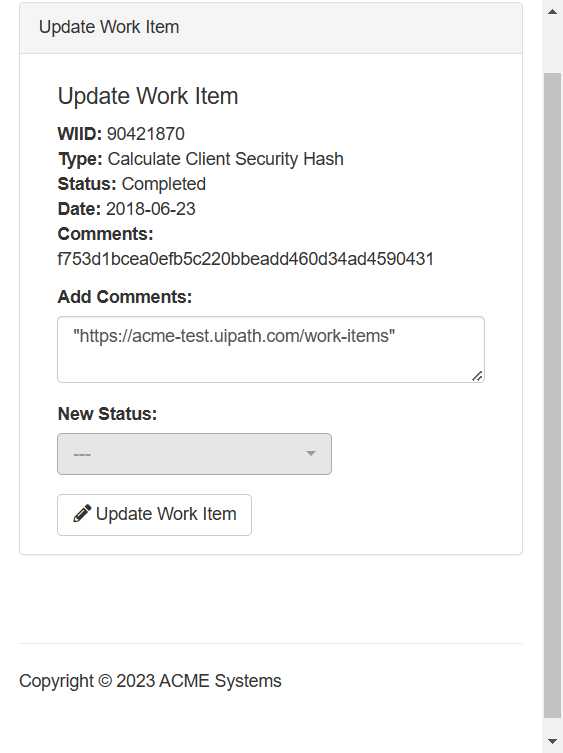 Update Work Item
Update Work Item
WIID: 90421870
Type: Calculate Client Security Hash
Status: Completed
Date: 2018-06-23
Comments:
f753d1bcea0efb5c220bbeadd460d34ad4590431
Add Comments:
"https://acme-test.uipath.com/work-items"
New Status:
---
Update Work Item
Copyright © 2023 ACME Systems